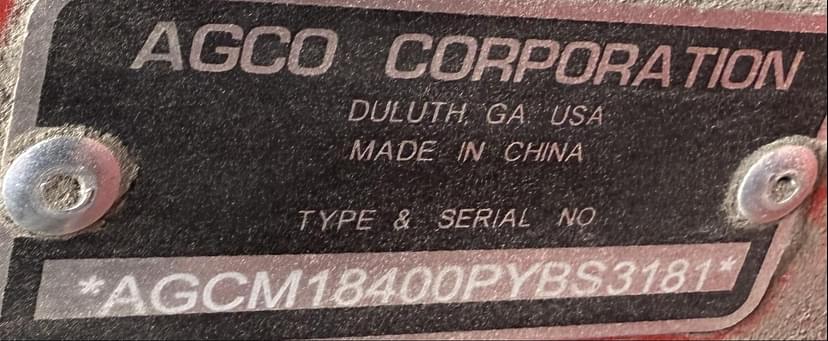 AGCO CORPORATION
DULUTH, GA USA
MADE IN CHINA
TYPE & SERIAL NO
*AGCM18400PYBS3181*